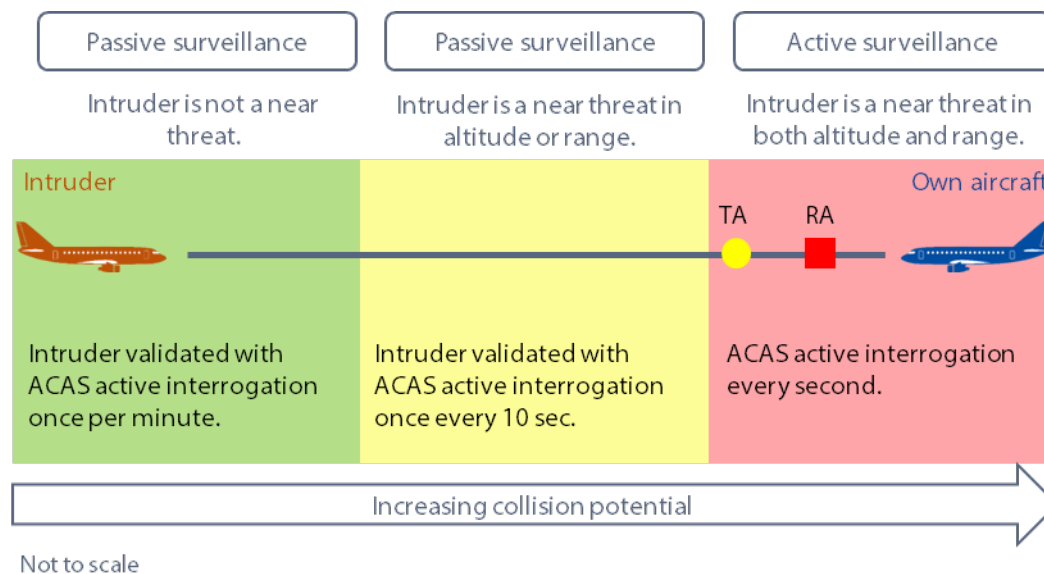 Passive surveillance
Passive surveillance
Active surveillance
Intruder is not a near
threat.
Intruder is a near threat in
altitude or range.
Intruder is a near threat in
both altitude and range.
Intruder
Own aircraft
TA
RA
Intruder validated with
ACAS active interrogation
once per minute.
Intruder validated with
ACAS active interrogation
once every 10 sec.
ACAS active interrogation
every second.
Increasing collision potential
Not to scale